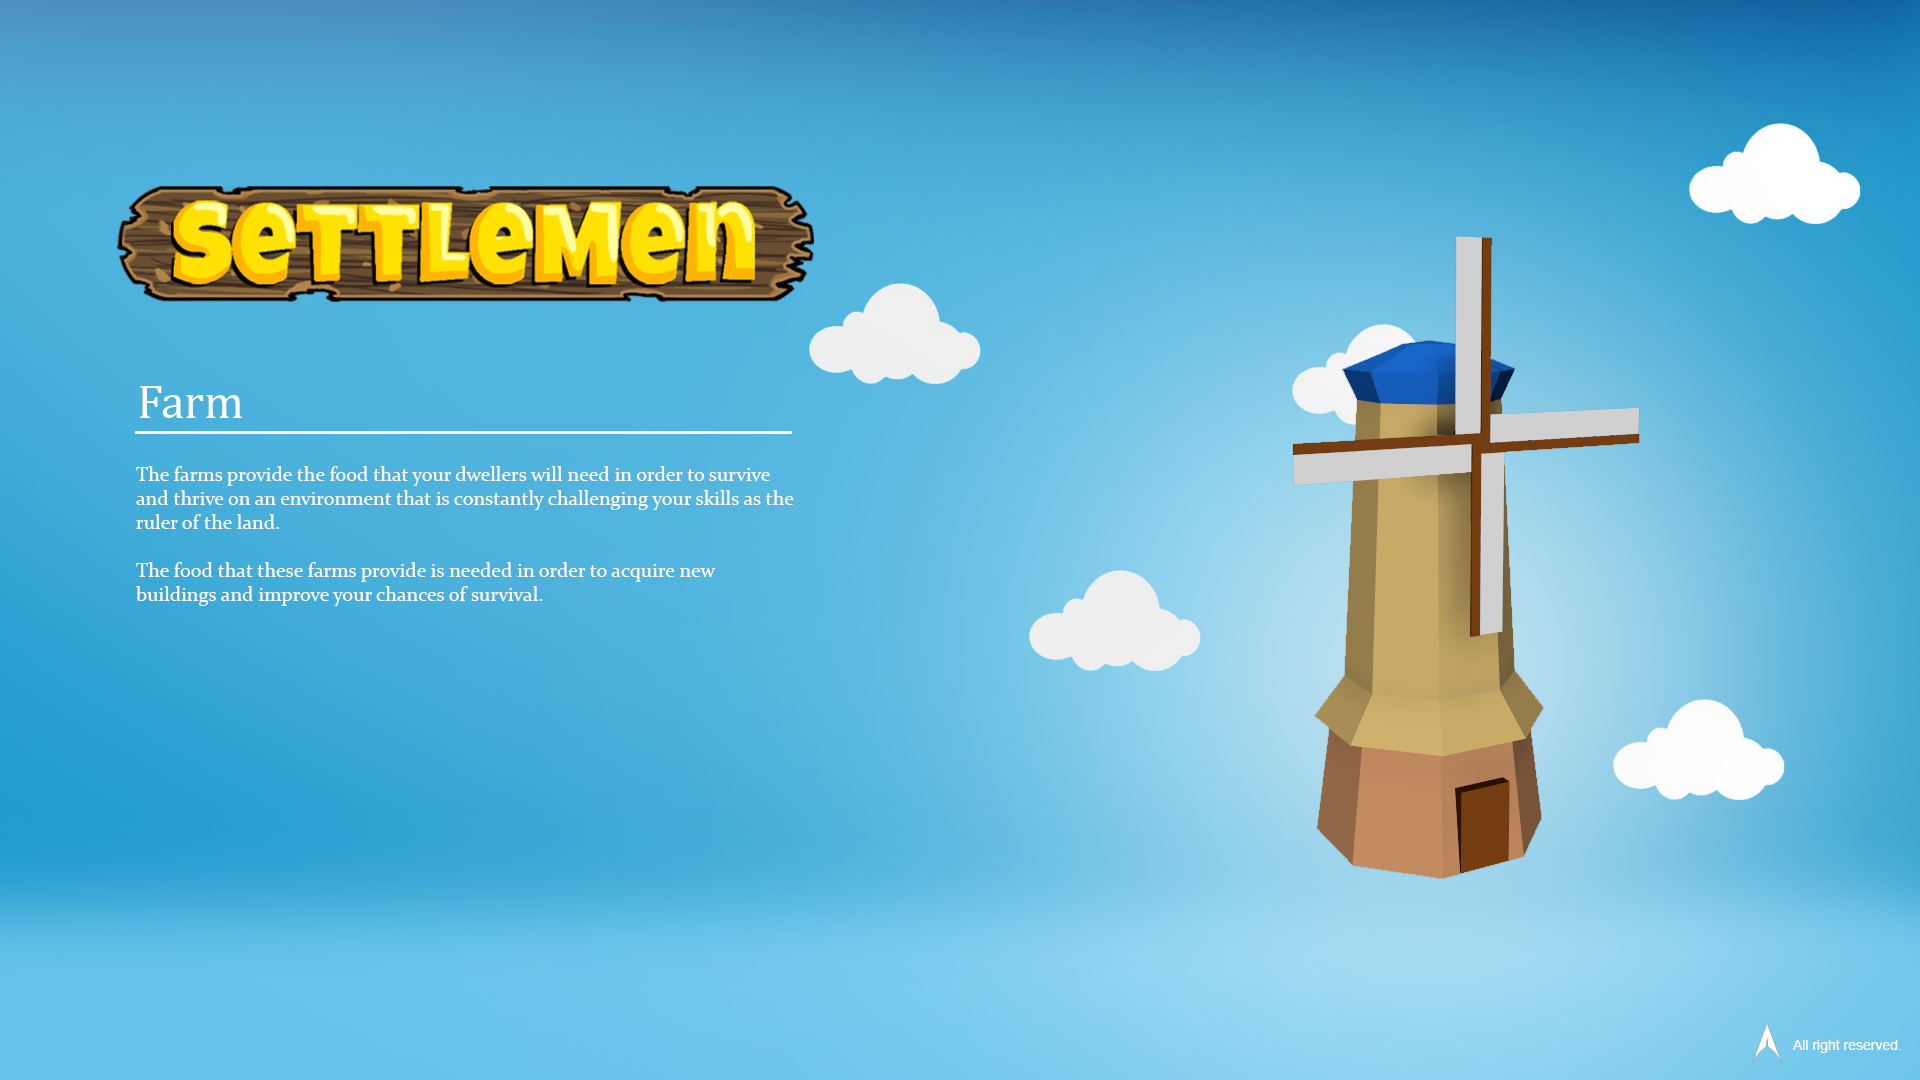 SeTTLeMen
Farm
The farms provide the food that your dwellers will need in order to survive
and thrive on an environment that is constantly challenging your skills as the
ruler of the land.
The food that these farms provide is needed in order to acquire new
buildings and improve your chances of survival.
All right reserved.